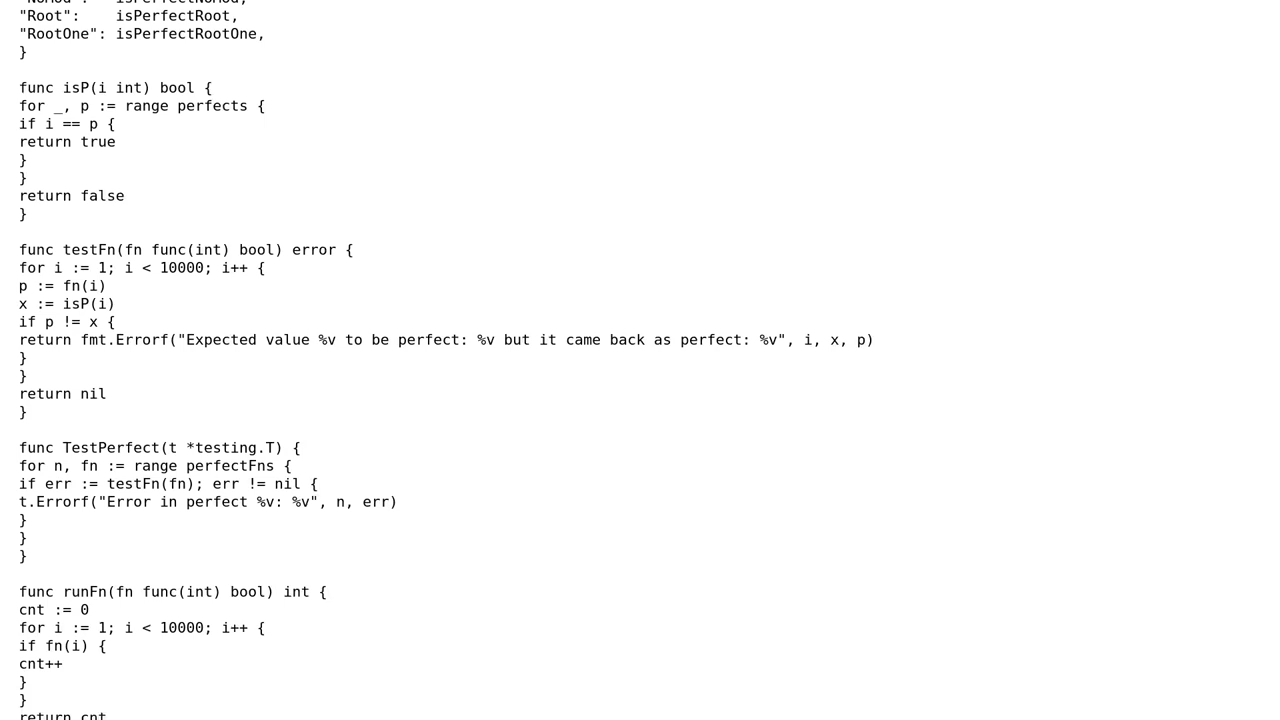 "NoMod":   isPerfectNoMod,
"Root":    isPerfectRoot,
"RootOne": isPerfectRootOne,
}

func isP(i int) bool {
for _, p := range perfects {
if i == p {
return true
}
}
return false
}

func testFn(fn func(int) bool) error {
for i := 1; i < 10000; i++ {
p := fn(i)
x := isP(i)
if p != x {
return fmt.Errorf("Expected value %v to be perfect: %v but it came back as perfect: %v", i, x, p)
}
}
return nil
}

func TestPerfect(t *testing.T) {
for n, fn := range perfectFns {
if err := testFn(fn); err != nil {
t.Errorf("Error in perfect %v: %v", n, err)
}
}
}

func runFn(fn func(int) bool) int {
cnt := 0
for i := 1; i < 10000; i++ {
if fn(i) {
cnt++
}
}
return cnt